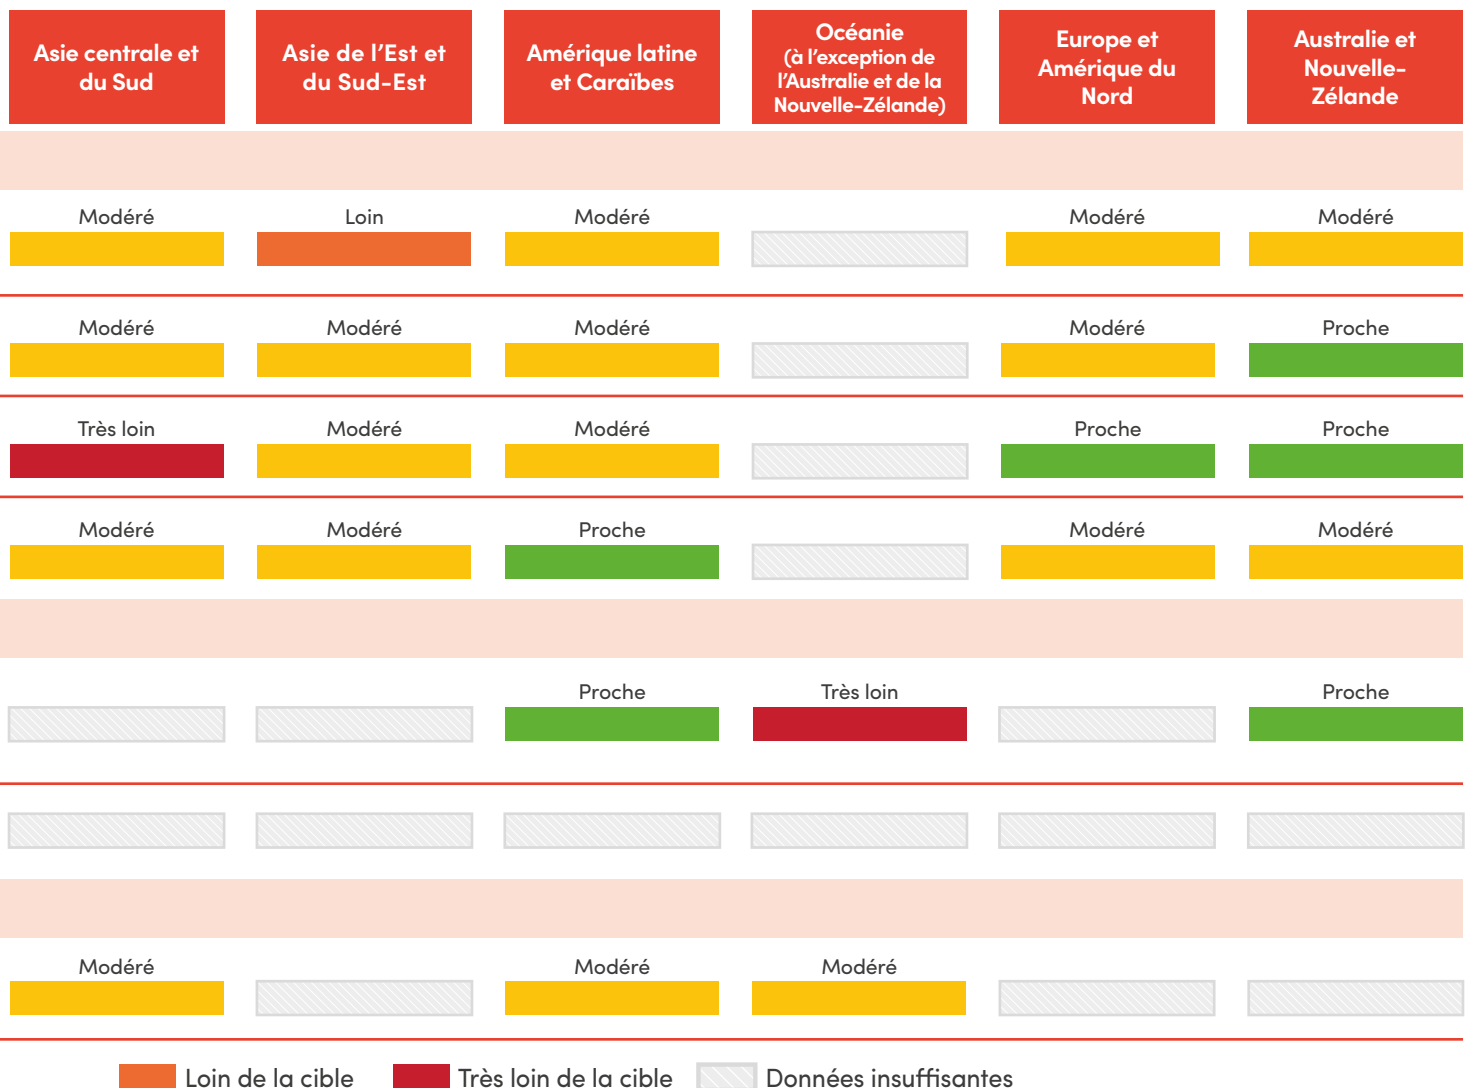 Asie centrale et
du Sud
Asie de l’Est et
du Sud-Est
Amérique latine
et Caraïbes
Océanie
(à l’exception de
l’Australie et de la
Nouvelle-Zélande)
Europe et
Amérique du
Nord
Australie et
Nouvelle-
Zélande
Modéré Loin Modéré Modéré Modéré
Modéré Modéré Modéré Modéré Proche
Très loin Modéré Modéré Proche Proche
Modéré Modéré Proche Modéré Modéré
Proche Très loin Proche
Modéré Modéré Modéré
Loin de la cible Très loin de la cible Données insuffisantes